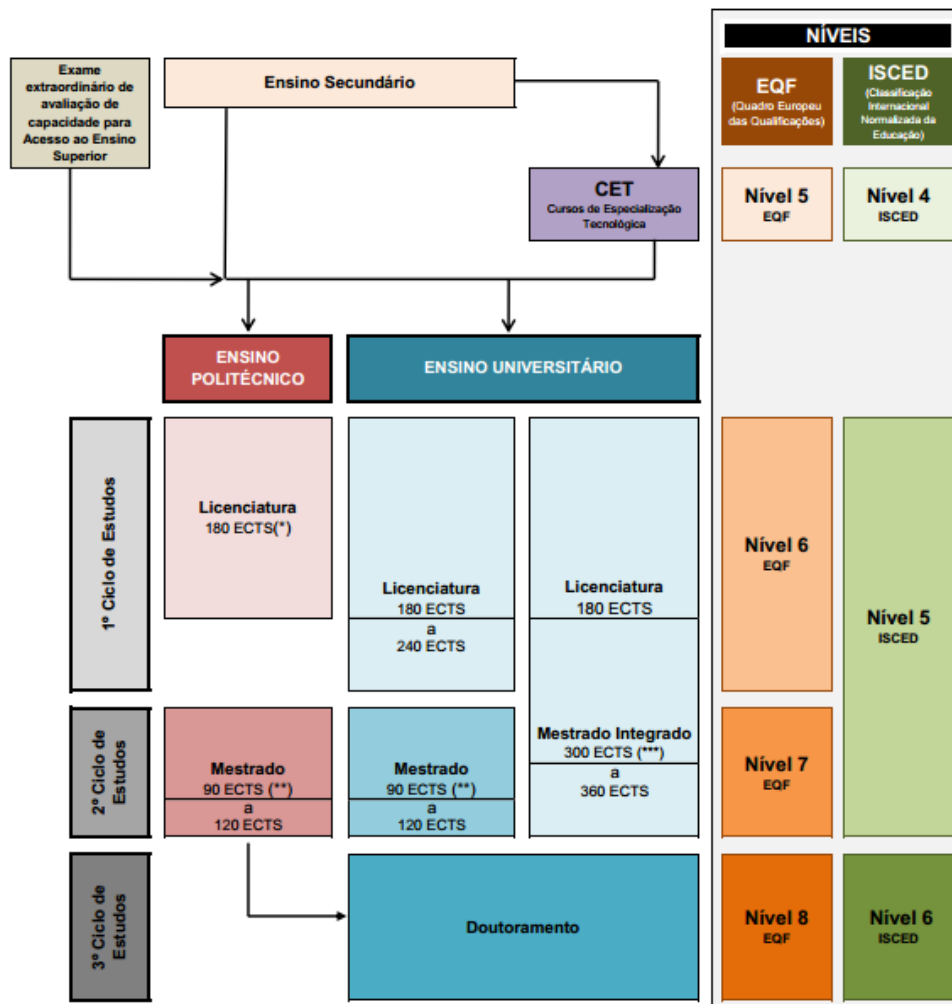 NÍVEIS
Exame
extraordinário de
avaliação de
capacidade para
Acesso ao Ensino
Superior
Ensino Secundário
EQF
(Quadro Europeu
das Qualificações)
ISCED
(Classificação
Internacional
Normalizada da
Educação)
CET
Cursos de Especialização
Tecnológica
Nível 5
EQF
Nível 4
ISCED
ENSINO
POLITÉCNICO
ENSINO UNIVERSITÁRIO
1º Ciclo de Estudos
Licenciatura
180 ECTS(*)
Licenciatura
180 ECTS
a
240 ECTS
Licenciatura
180 ECTS
Nível 6
EQF
Nível 5
ISCED
2º Ciclo de
Estudos
Mestrado
90 ECTS (**)
a
120 ECTS
Mestrado
90 ECTS (**)
a
120 ECTS
Mestrado Integrado
300 ECTS (***)
a
360 ECTS
Nível 7
EQF
3º Ciclo de
Estudos
Doutoramento
Nível 8
EQF
Nível 6
ISCED